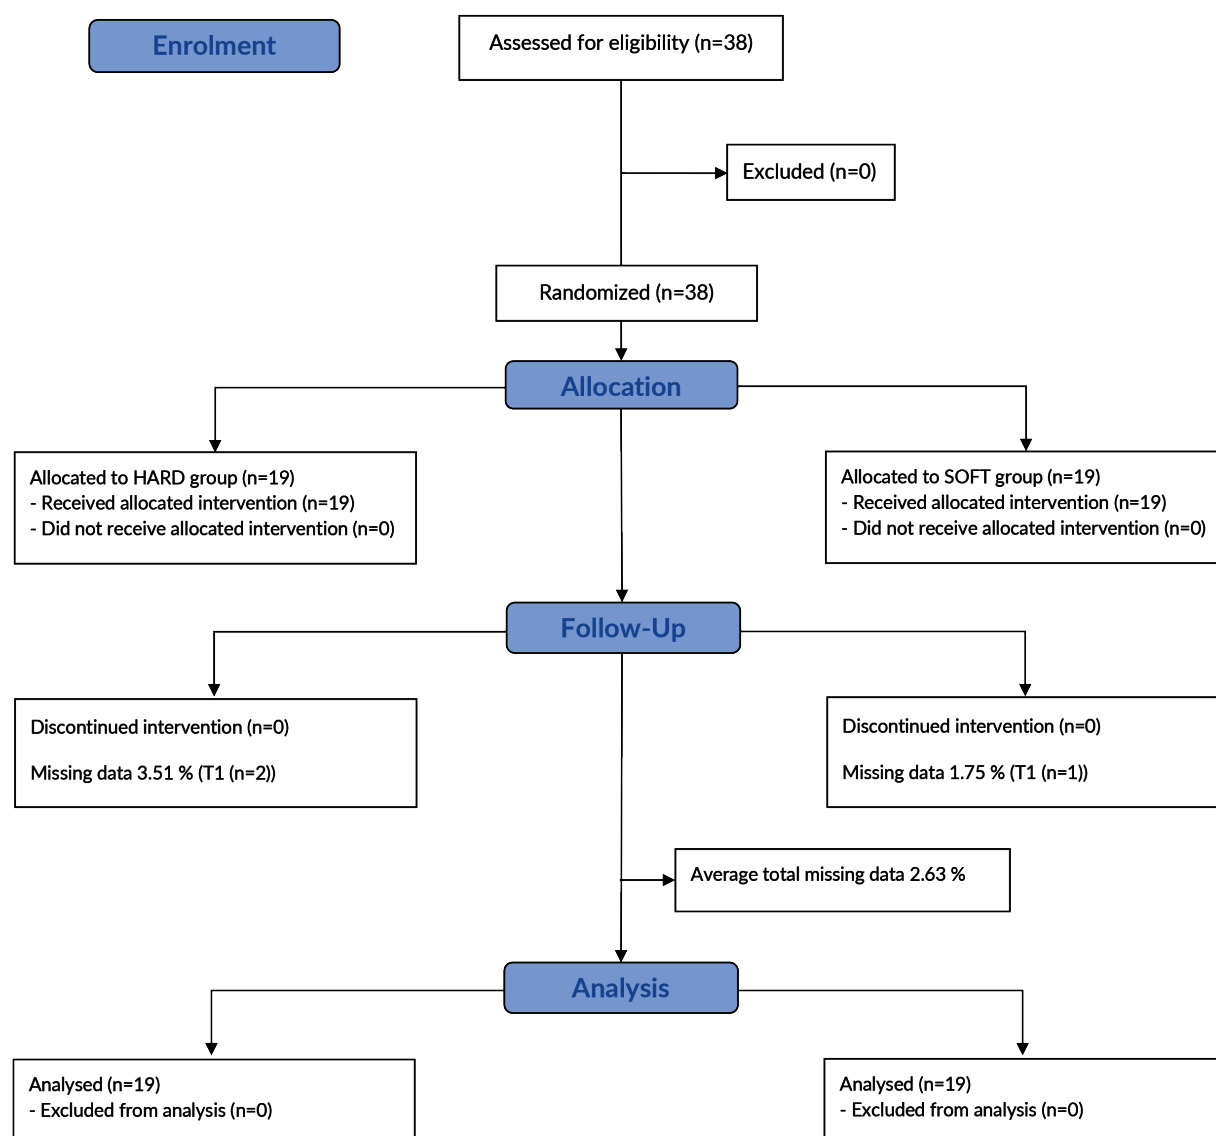 Enrolment
Assessed for eligibility (n=38)
Excluded (n=0)
Randomized (n=38)
Allocation
Allocated to HARD group (n=19)
- Received allocated intervention (n=19)
- Did not receive allocated intervention (n=0)
Allocated to SOFT group (n=19)
- Received allocated intervention (n=19)
- Did not receive allocated intervention (n=0)
Follow-Up
Discontinued intervention (n=0)
Missing data 3.51 % (T1 (n=2))
Discontinued intervention (n=0)
Missing data 1.75 % (T1 (n=1))
Average total missing data 2.63 %
Analysis
Analysed (n=19)
- Excluded from analysis (n=0)
Analysed (n=19)
- Excluded from analysis (n=0)